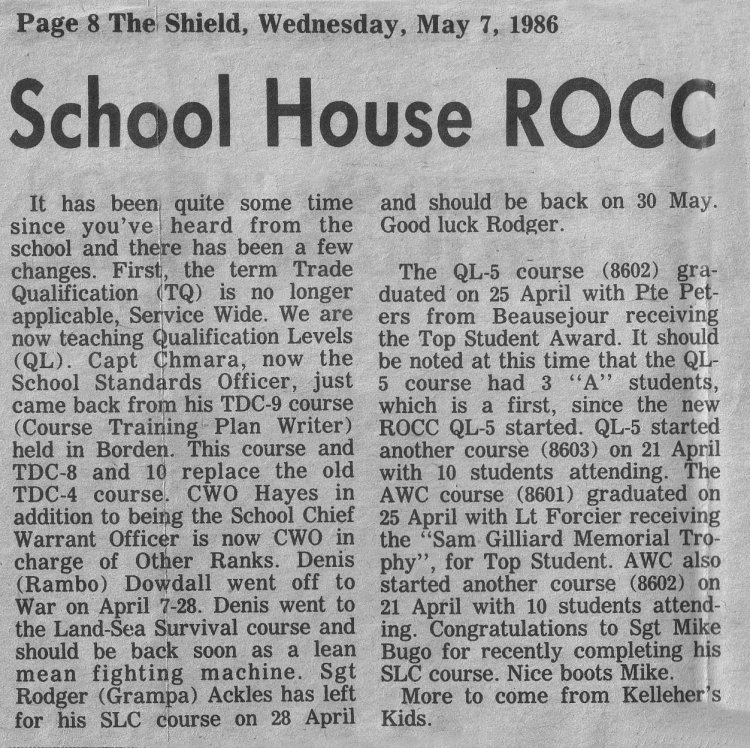 Page 8 The Shield, Wednesday, May 7, 1986
School House ROCC
It has been quite some time
since you've heard from the
school and there has been a few
changes. First, the term Trade
Qualification (TQ) is no longer
applicable, Service Wide. We are
now teaching Qualification Levels
(QL). Capt Chmara, now the
School Standards Officer, just
came back from his TDC-9 course
(Course Training Plan Writer)
held in Borden. This course and
TDC-8 and 10 replace the old
TDC-4 course. CWO Hayes in
addition to being the School Chief
Warrant Officer is now CWO in
charge of Other Ranks. Denis
(Rambo) Dowdall went off to
War on April 7-28. Denis went to
the Land-Sea Survival course and
should be back soon as a lean
mean fighting machine. Sgt
Rodger (Grampa) Ackles has left
for his SLC course on 28 April
and should be back on 30 May.
Good luck Rodger.
The QL-5 course (8602) gra-
duated on 25 April with Pte Pet-
ers from Beausejour receiving
the Top Student Award. It should
be noted at this time that the QL-
5 course had 3 "A" students,
which is a first, since the new
ROCC QL-5 started. QL-5 started
another course (8603) on 21 April
with 10 students attending. The
AWC course (8601) graduated on
25 April with Lt Forcier receiving
the "Sam Gilliard Memorial Tro-
phy", for Top Student. AWC also
started another course (8602) on
21 April with 10 students attend-
ing. Congratulations to Sgt Mike
Bugo for recently completing his
SLC course. Nice boots Mike.
More to come from Kelleher's
Kids.